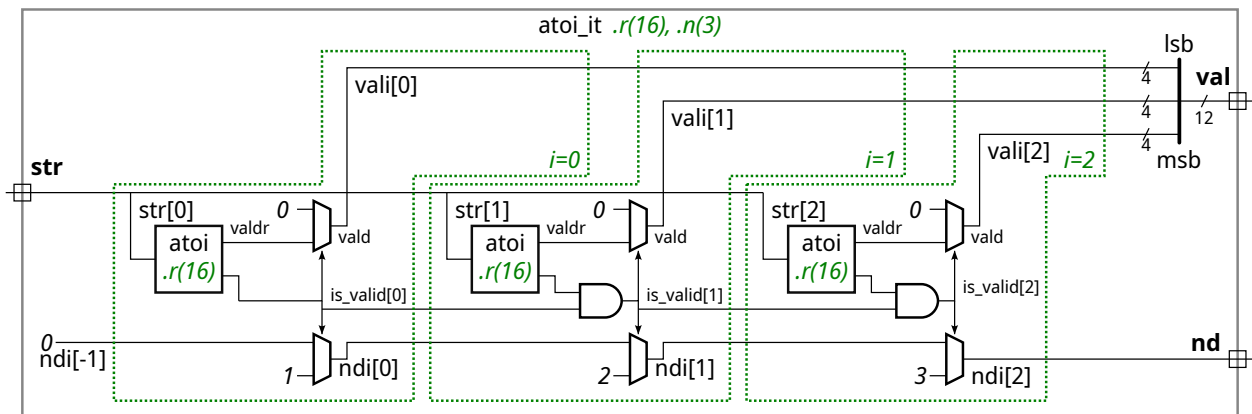 atoi_it .r(16), .n(3)
lsb
val
4
vali[0]
4
12
vali[1]
4
vali[2]
msb
i=0
i=1
i=2
str
str[0]
0
str[1]
0
str[2]
0
valdr
vald
valdr
vald
valdr
vald
atoi
.r(16)
atoi
.r(16)
atoi
.r(16)
is_valid[0]
is_valid[1]
is_valid[2]
0
ndi[-1]
1
ndi[0]
2
ndi[1]
3
ndi[2]
nd